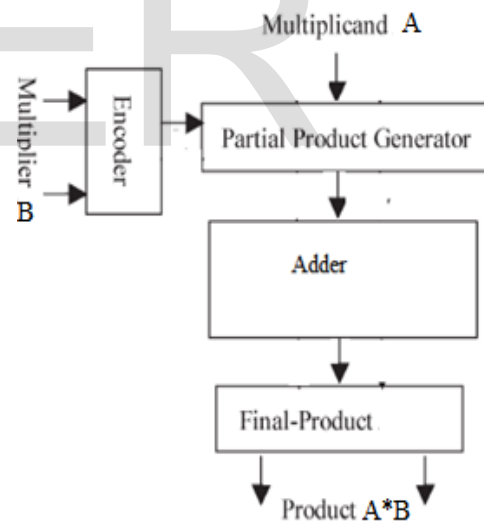 Multiplicand A
Multiplier
B
Encoder
Partial Product Generator
Adder
Final-Product
Product A*B